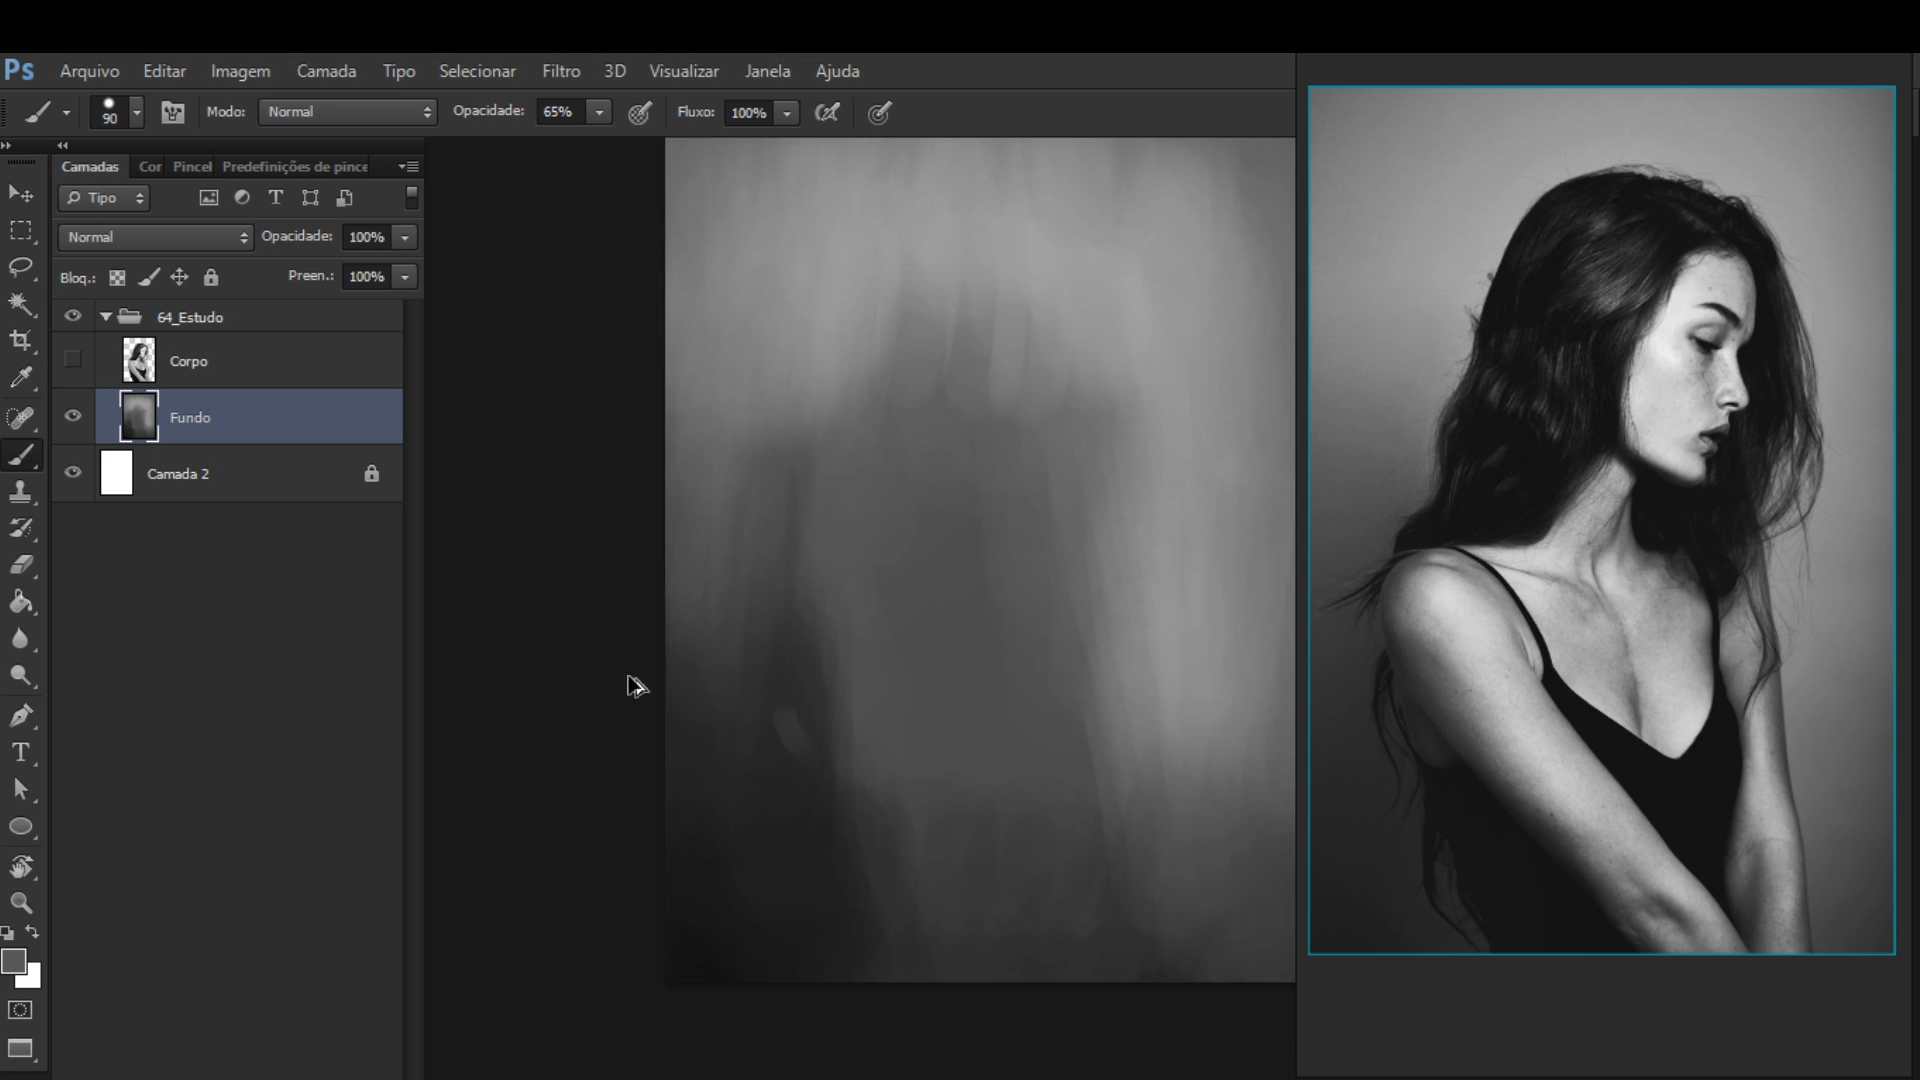 Ps Arquivo Editar Imagem Camada Tipo Selecionar Filtro 3D Visualizar Janela Ajuda
90 Modo: Normal Opacidade: 65% Fluxo: 100%
Camadas Cor Pincel Predefinições de pince
Tipo
Normal Opacidade: 100%
Bloq.: Preen.: 100%
64_Estudo
Corpo
Fundo
Camada 2